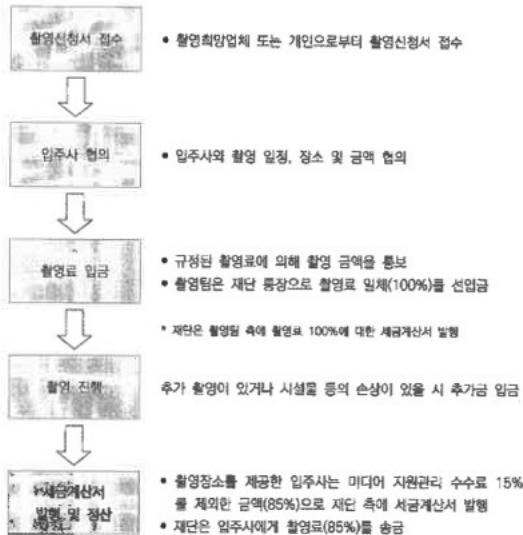 촬영신청서 접수
• 촬영희망업체 또는 개인으로부터 촬영신청서 접수
입주사 협의
• 입주사와 촬영 일정, 장소 및 금액 협의
촬영료 입금
• 규정된 촬영료에 의해 촬영 금액을 통보
• 촬영팀은 재단 통장으로 촬영료 일체(100%)를 선입금
* 재단은 촬영팀 측에 촬영료 100%에 대한 세금계산서 발행
촬영 진행
추가 촬영이 있거나 시설물 등의 손상이 있을 시 추가금 입금
세금계산서
발행 및 정산
• 촬영장소를 제공한 입주사는 미디어 지원관리 수수료 15%
를 제외한 금액(85%)으로 재단 측에 세금계산서 발행
• 재단은 입주사에게 촬영료(85%)를 송금